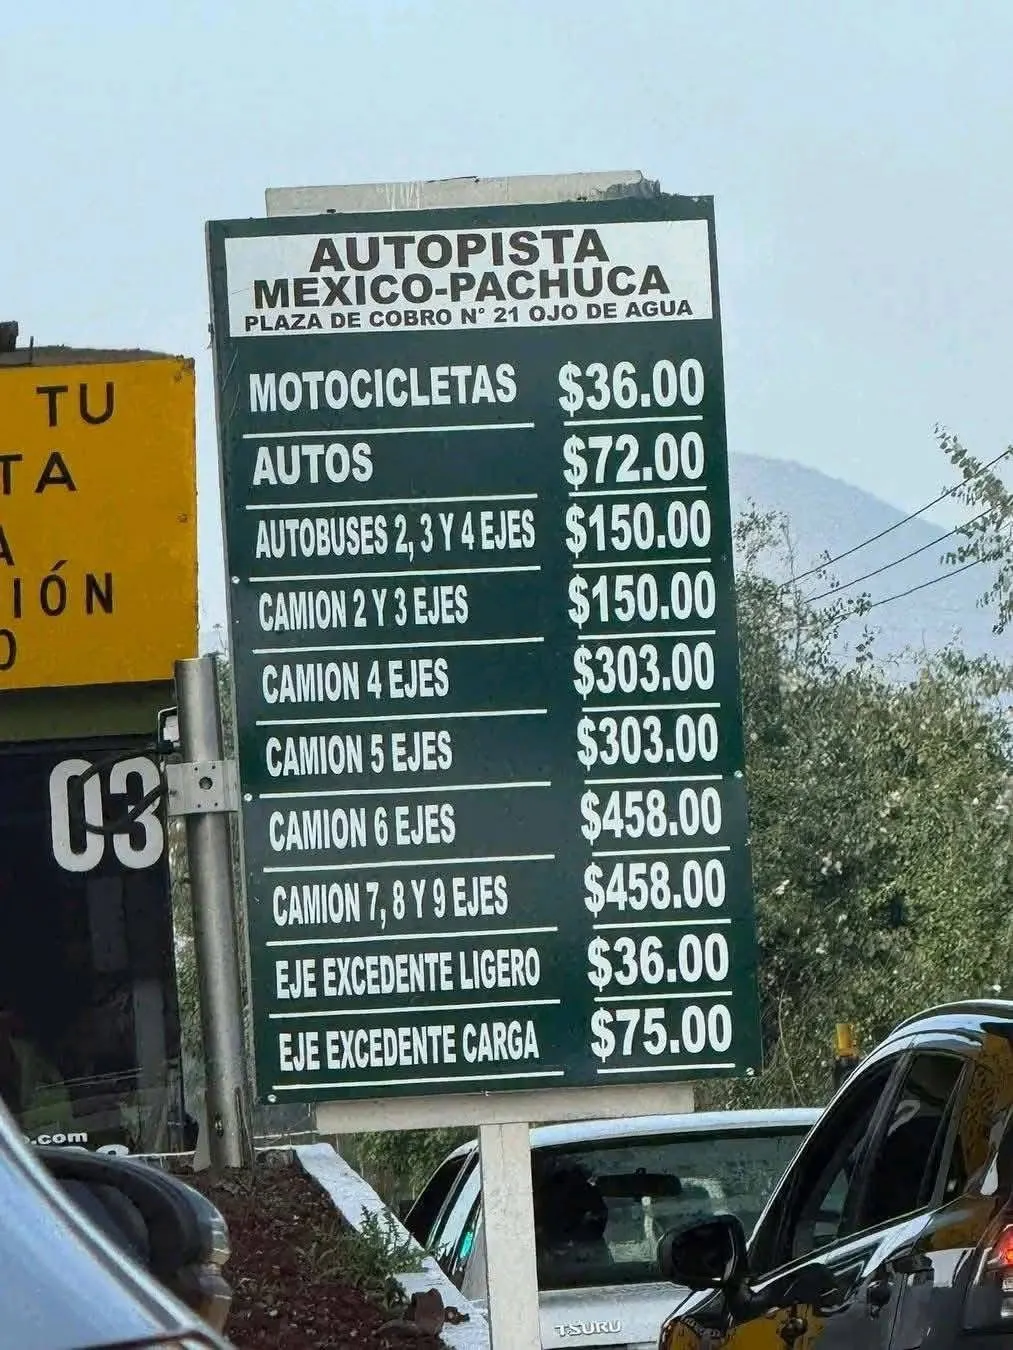 AUTOPISTA
MEXICO-PACHUCA
PLAZA DE COBRO N° 21 OJO DE AGUA
MOTOCICLETAS $36.00
AUTOS $72.00
AUTOBUSES 2, 3 Y 4 EJES $150.00
CAMION 2 Y 3 EJES $150.00
CAMION 4 EJES $303.00
CAMION 5 EJES $303.00
CAMION 6 EJES $458.00
CAMION 7, 8 Y 9 EJES $458.00
EJE EXCEDENTE LIGERO $36.00
EJE EXCEDENTE CARGA $75.00
TU
TA
A
IÓN
O
03
.com
TSURU